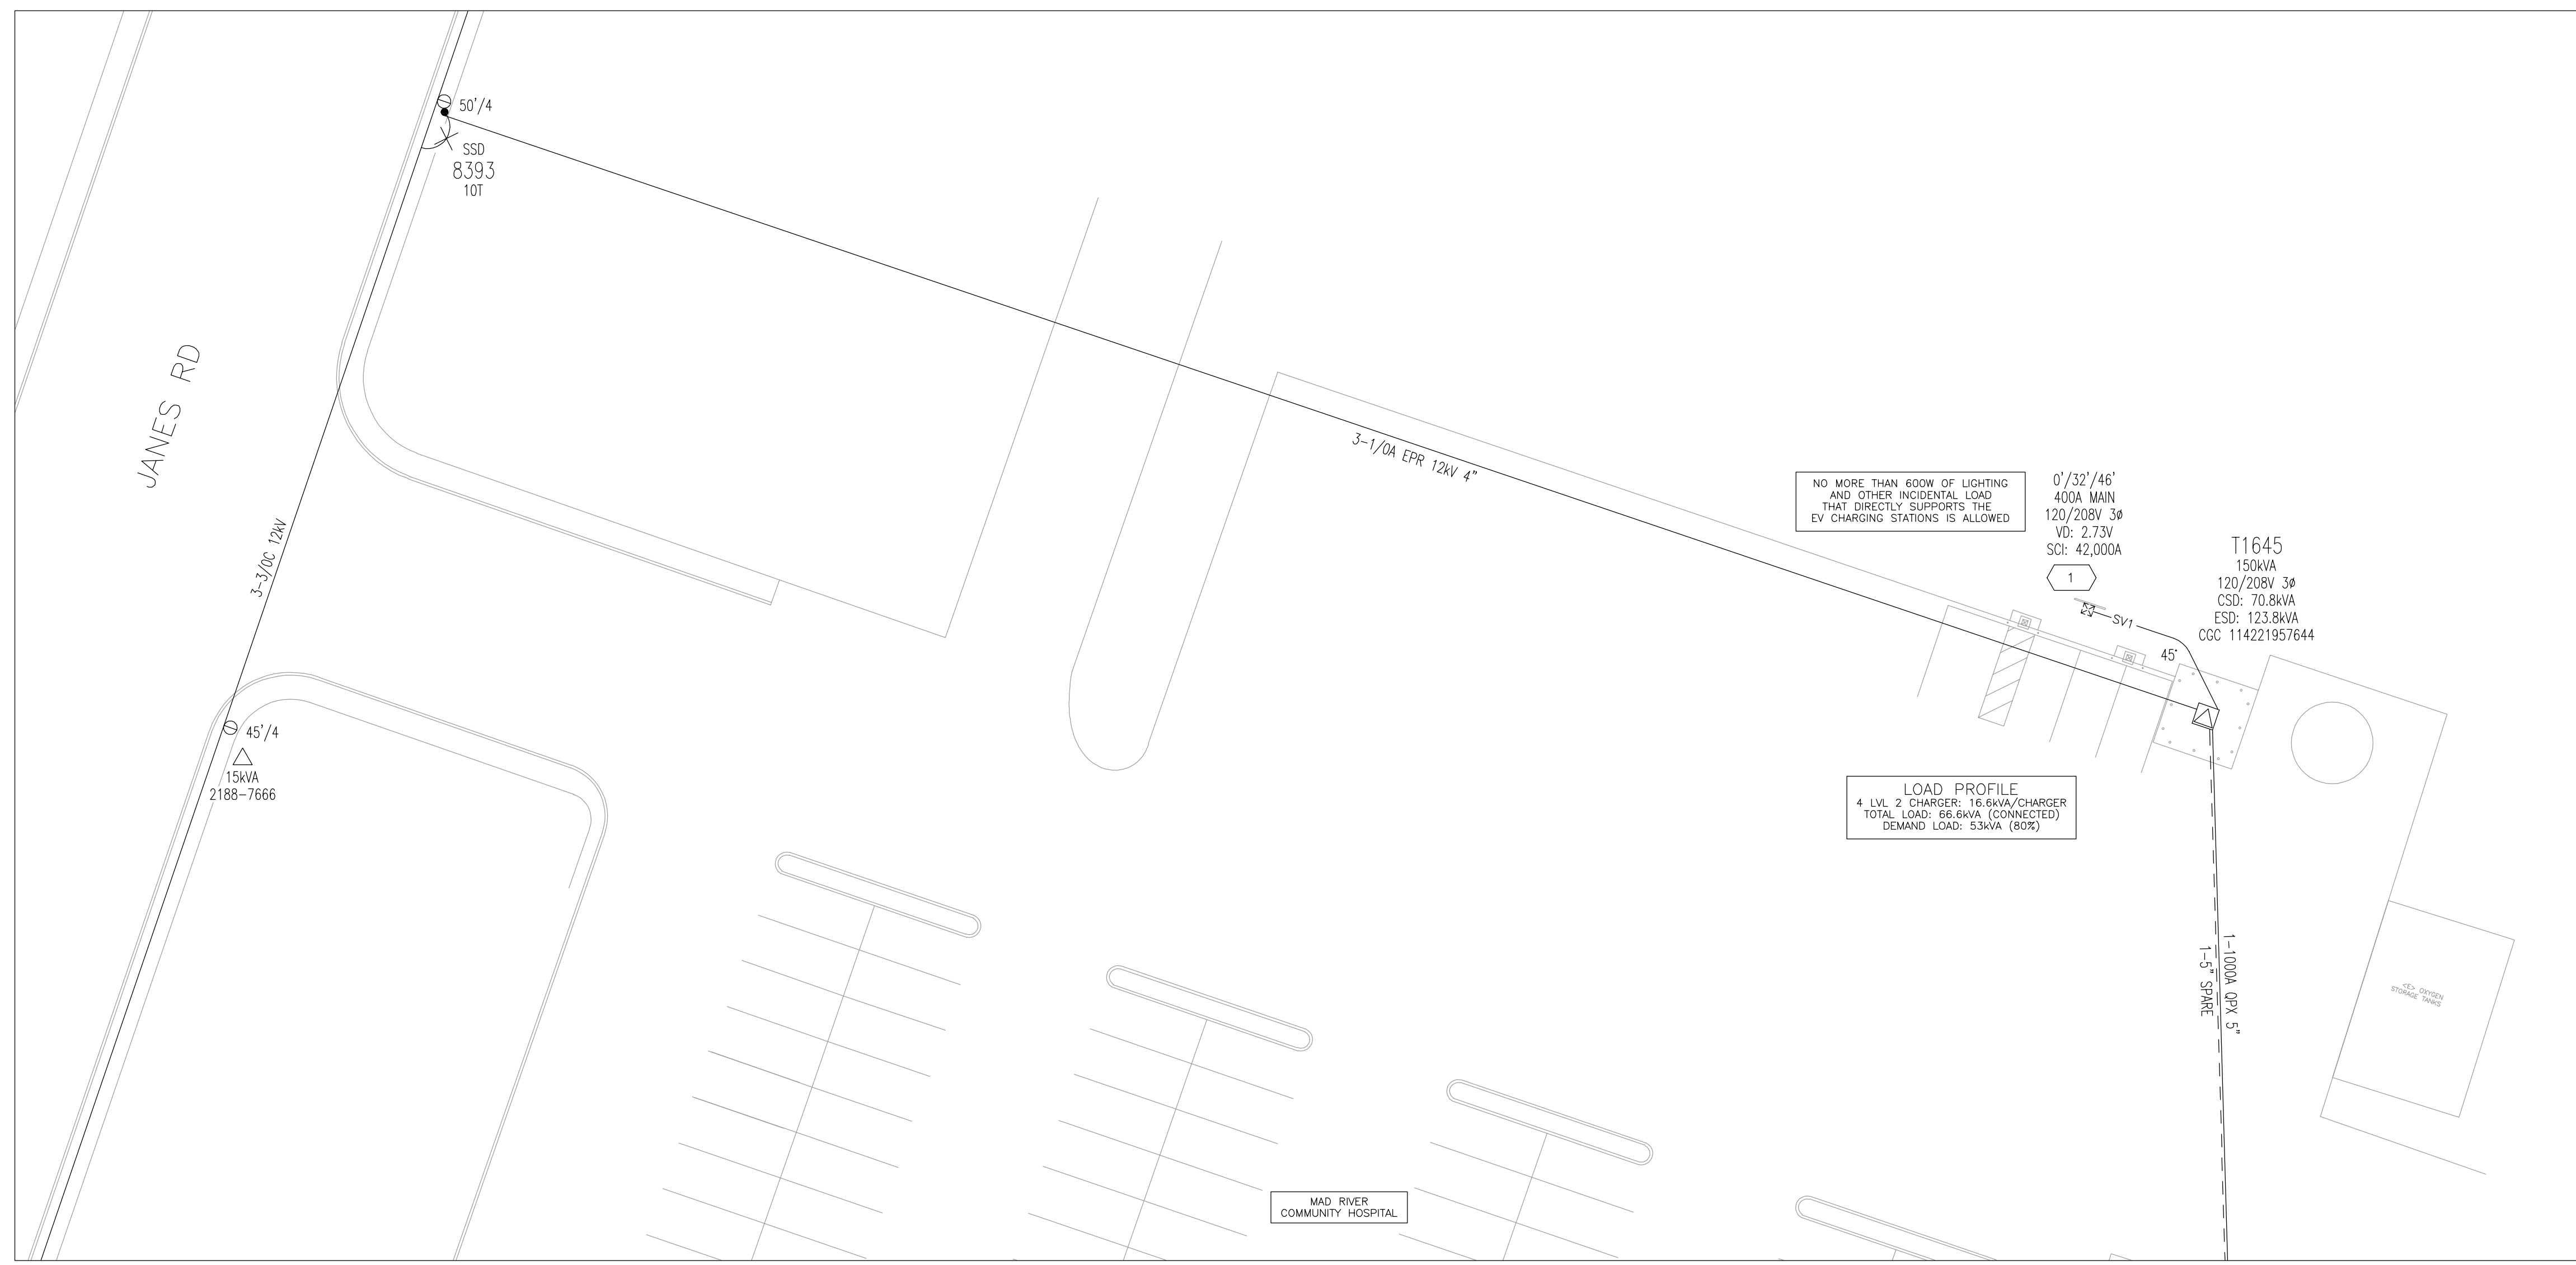 50'/4
SSD
8393
10T
JANES RD
3-3/0C 12kV
3-1/0A EPR 12kV 4"
NO MORE THAN 600W OF LIGHTING
AND OTHER INCIDENTAL LOAD
THAT DIRECTLY SUPPORTS THE
EV CHARGING STATIONS IS ALLOWED
0'/32'/46'
400A MAIN
120/208V 3ø
VD: 2.73V
SCI: 42,000A
1
T1645
150kVA
120/208V 3ø
CSD: 70.8kVA
ESD: 123.8kVA
CGC 114221957644
SV1
45°
45'/4
15kVA
2188-7666
LOAD PROFILE
4 LVL 2 CHARGER: 16.6kVA/CHARGER
TOTAL LOAD: 66.6kVA (CONNECTED)
DEMAND LOAD: 53kVA (80%)
1-1000A QPX 5"
1-5" SPARE
<E> OXYGEN
STORAGE TANKS
MAD RIVER
COMMUNITY HOSPITAL